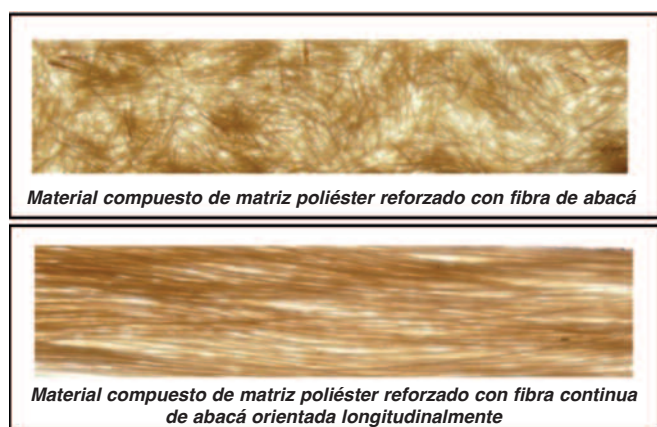 Material compuesto de matriz poliéster reforzado con fibra de abacá
Material compuesto de matriz poliéster reforzado con fibra continua
de abacá orientada longitudinalmente